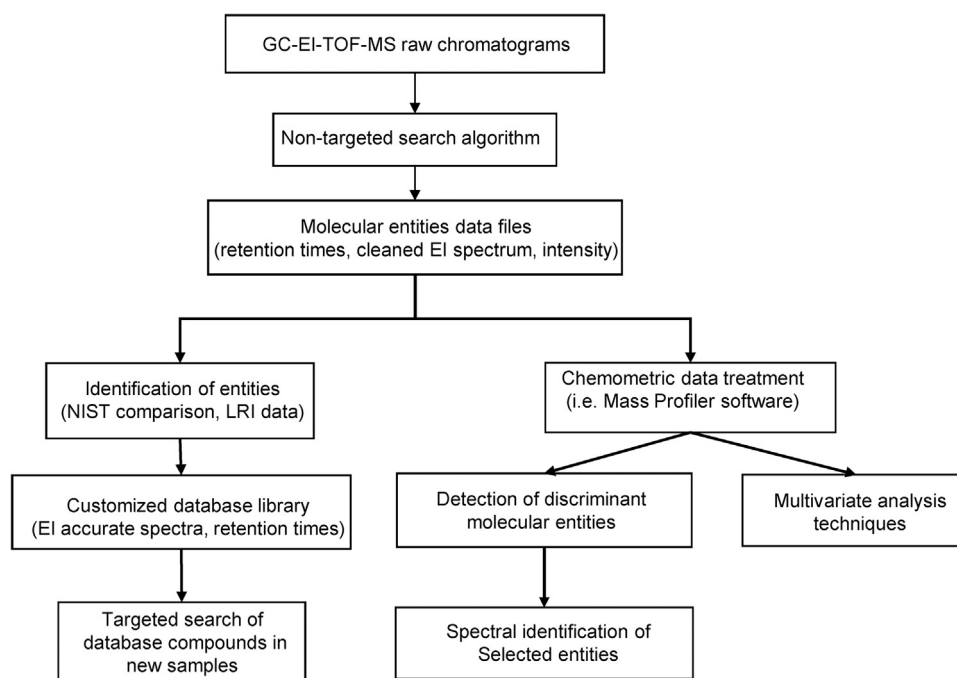 GC-EI-TOF-MS raw chromatograms
Non-targeted search algorithm
Molecular entities data files
(retention times, cleaned EI spectrum, intensity)
Identification of entities
(NIST comparison, LRI data)
Customized database library
(EI accurate spectra, retention times)
Targeted search of
database compounds in
new samples
Chemometric data treatment
(i.e. Mass Profiler software)
Detection of discriminant
molecular entities
Spectral identification of
Selected entities
Multivariate analysis
techniques